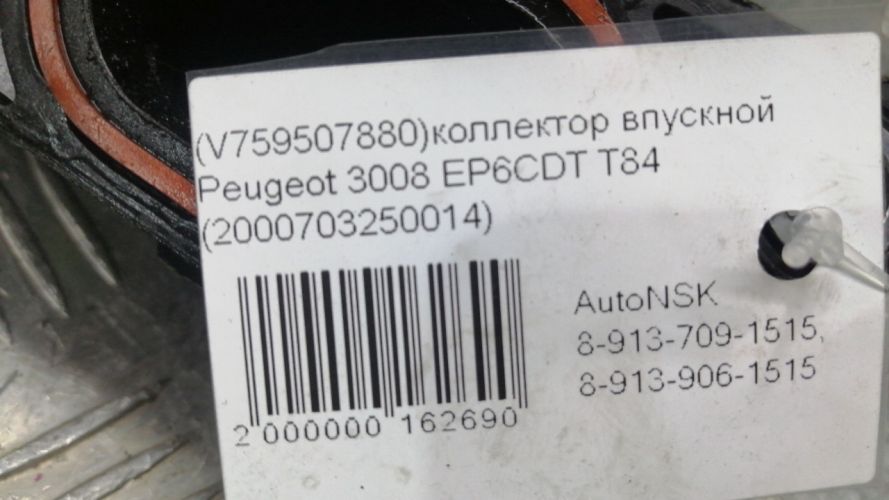 (V759507880)коллектор впускной
Peugeot 3008 EP6CDT T84
(2000703250014)
AutoNSK
8-913-709-1515,
8-913-906-1515
2 000000 162690